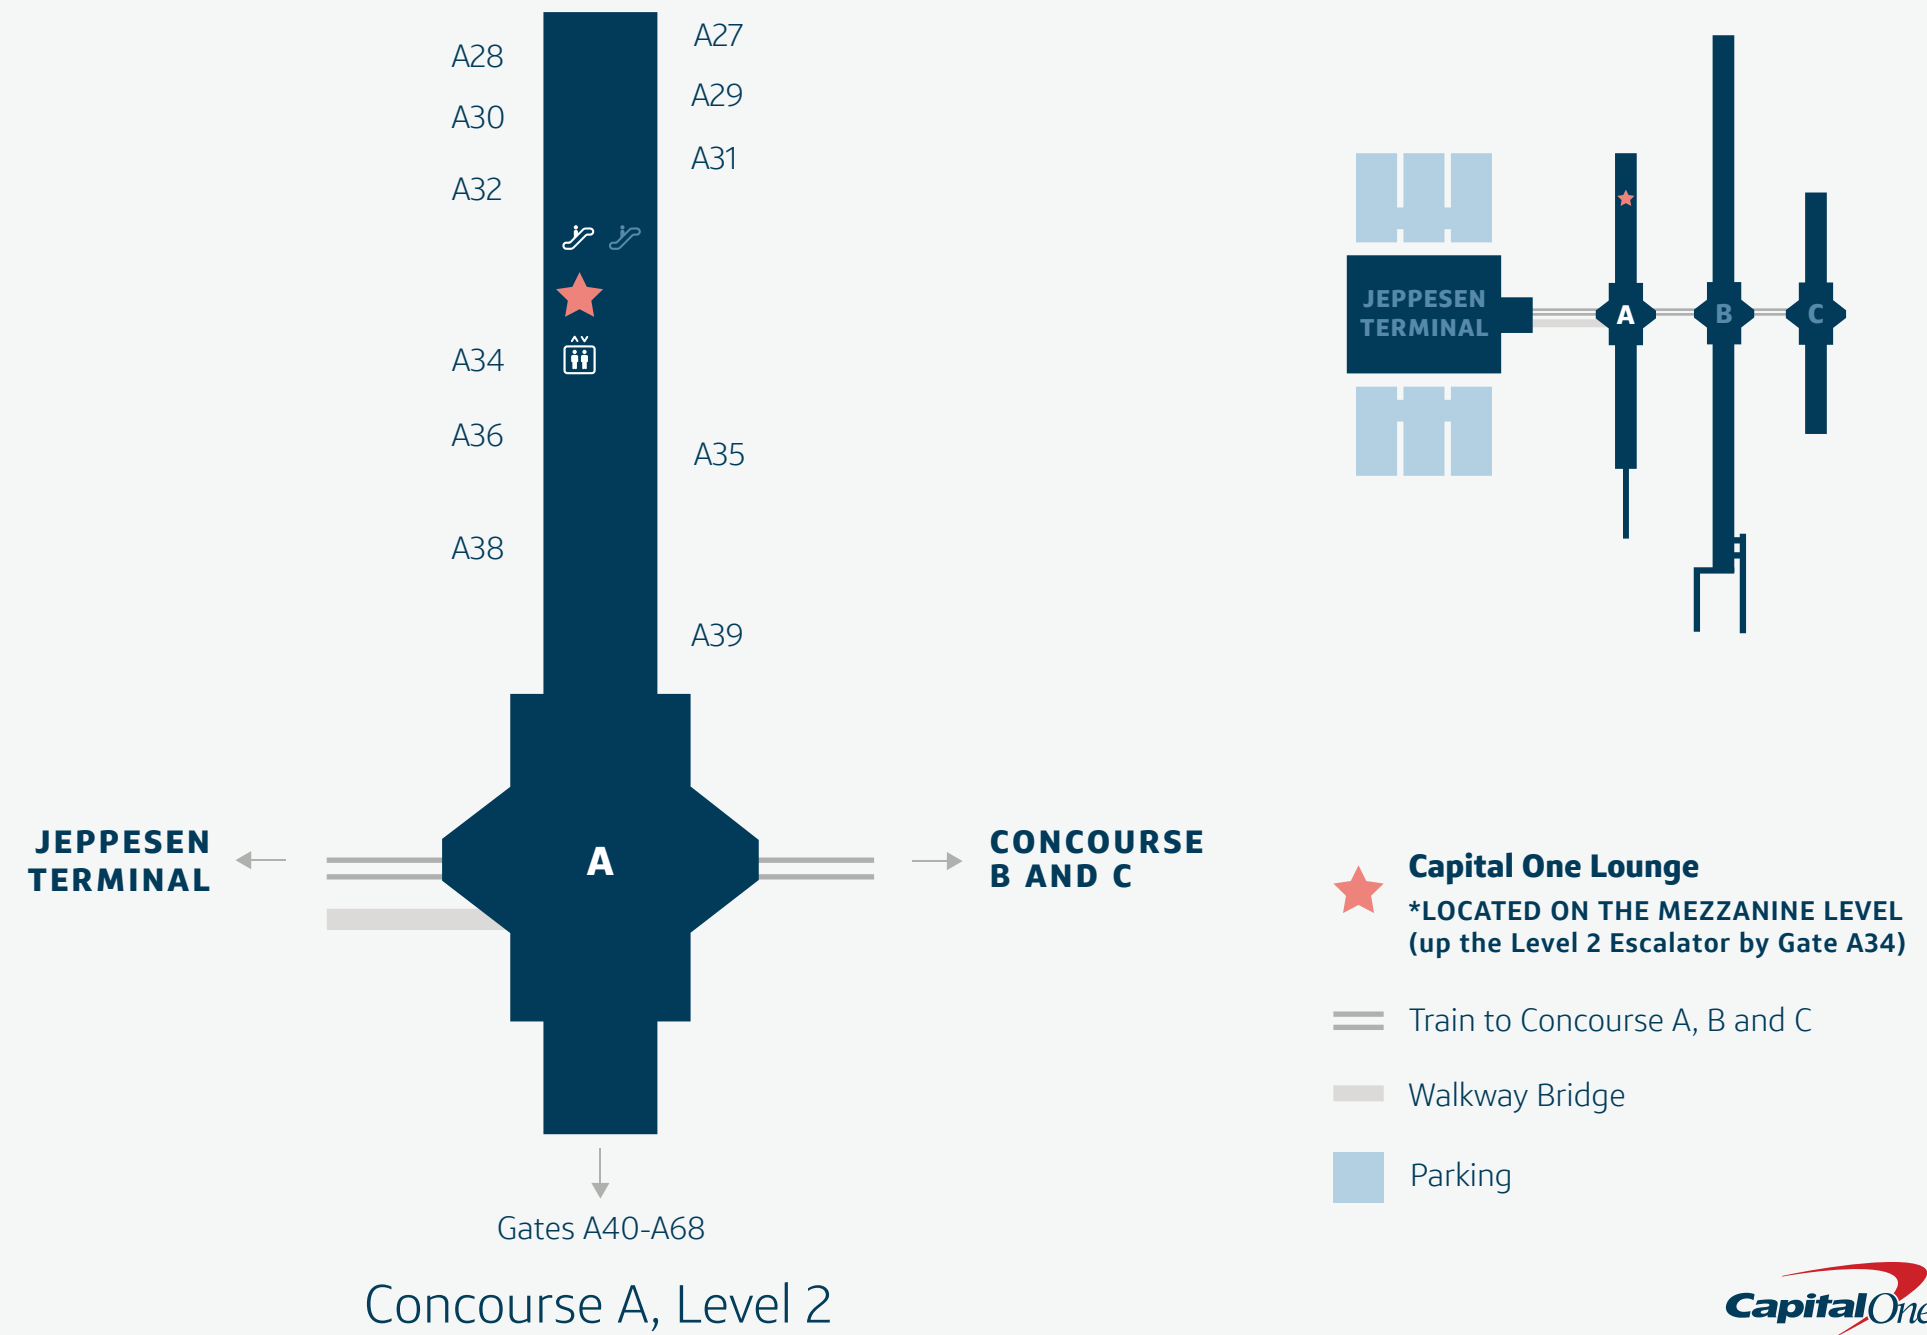 A28
A27
A30
A29
A32
A31
A34
A36
A35
A38
A39
A
JEPPESEN
TERMINAL
CONCOURSE
B AND C
Gates A40-A68
Concourse A, Level 2
JEPPESEN
TERMINAL
A
B
C
Capital One Lounge
*LOCATED ON THE MEZZANINE LEVEL
(up the Level 2 Escalator by Gate A34)
Train to Concourse A, B and C
Walkway Bridge
Parking
CapitalOne